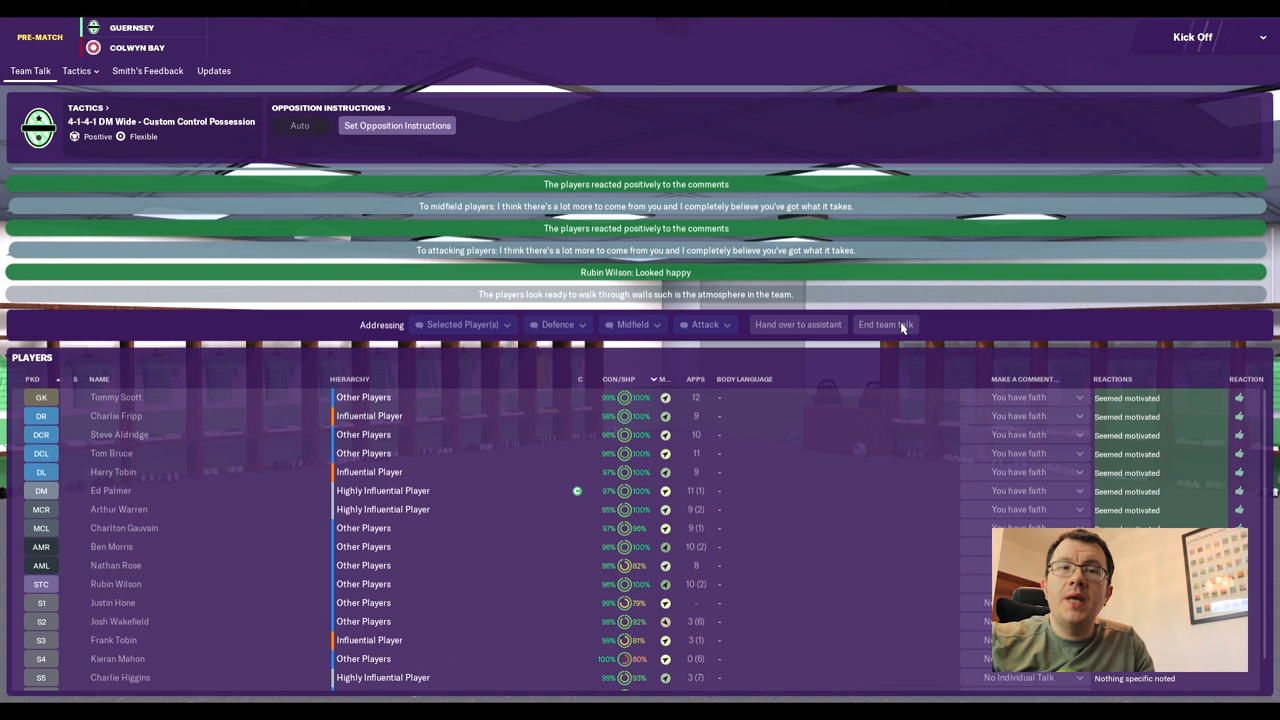 PRE-MATCH
GUERNSEY
COLWYN BAY
Kick Off
Team Talk Tactics Smith's Feedback Updates
TACTICS >
4-1-4-1 DM Wide - Custom Control Possession
Positive Flexible
OPPOSITION INSTRUCTIONS >
Auto Set Opposition Instructions
The players reacted positively to the comments
To midfield players: I think there's a lot more to come from you and I completely believe you've got what it takes.
The players reacted positively to the comments
To attacking players: I think there's a lot more to come from you and I completely believe you've got what it takes.
Rubin Wilson: Looked happy
The players look ready to walk through walls such is the atmosphere in the team.
Addressing Selected Player(s) Defence Midfield Attack Hand over to assistant End team talk
PLAYERS
PKD S NAME HIERARCHY C CON/SHP M... APPS BODY LANGUAGE MAKE A COMMENT... REACTIONS REACTION
GK Tommy Scott Other Players 99% 100% 12 - You have faith Seemed motivated
DR Charlie Fripp Influential Player 98% 100% 9 - You have faith Seemed motivated
DCR Steve Aldridge Other Players 96% 100% 10 - You have faith Seemed motivated
DCL Tom Bruce Other Players 96% 100% 11 - You have faith Seemed motivated
DL Harry Tobin Influential Player 97% 100% 9 - You have faith Seemed motivated
DM Ed Palmer Highly Influential Player C 97% 100% 11 (1) - You have faith Seemed motivated
MCR Arthur Warren Highly Influential Player 95% 100% 9 (2) - You have faith Seemed motivated
MCL Charlton Gauvain Other Players 97% 96% 9 (1) -
AMR Ben Morris Other Players 96% 100% 10 (2) -
AML Nathan Rose Other Players 96% 82% 8 -
STC Rubin Wilson Other Players 96% 100% 10 (2) -
S1 Justin Hone Other Players 99% 79% - -
S2 Josh Wakefield Other Players 98% 92% 3 (6) -
S3 Frank Tobin Influential Player 99% 81% 3 (1) -
S4 Kieran Mahon Other Players 100% 60% 0 (6) -
S5 Charlie Higgins Highly Influential Player 99% 93% 3 (7) - No Individual Talk Nothing specific noted